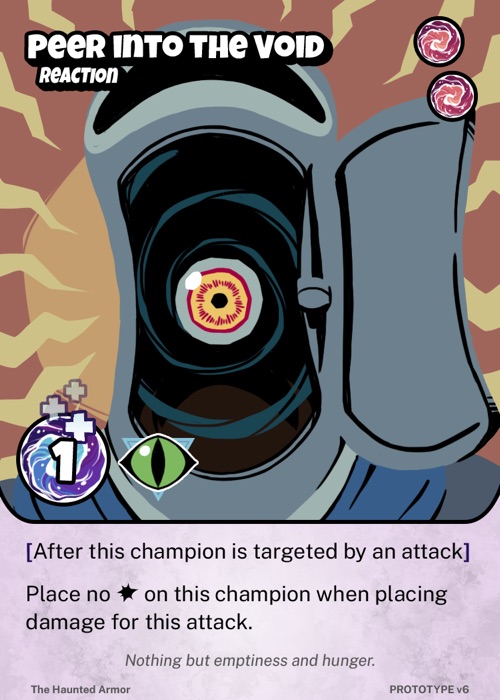 Peer into the Void
Reaction
1
[After this champion is targeted by an attack]
Place no ✸ on this champion when placing
damage for this attack.
Nothing but emptiness and hunger.
The Haunted Armor PROTOTYPE v6